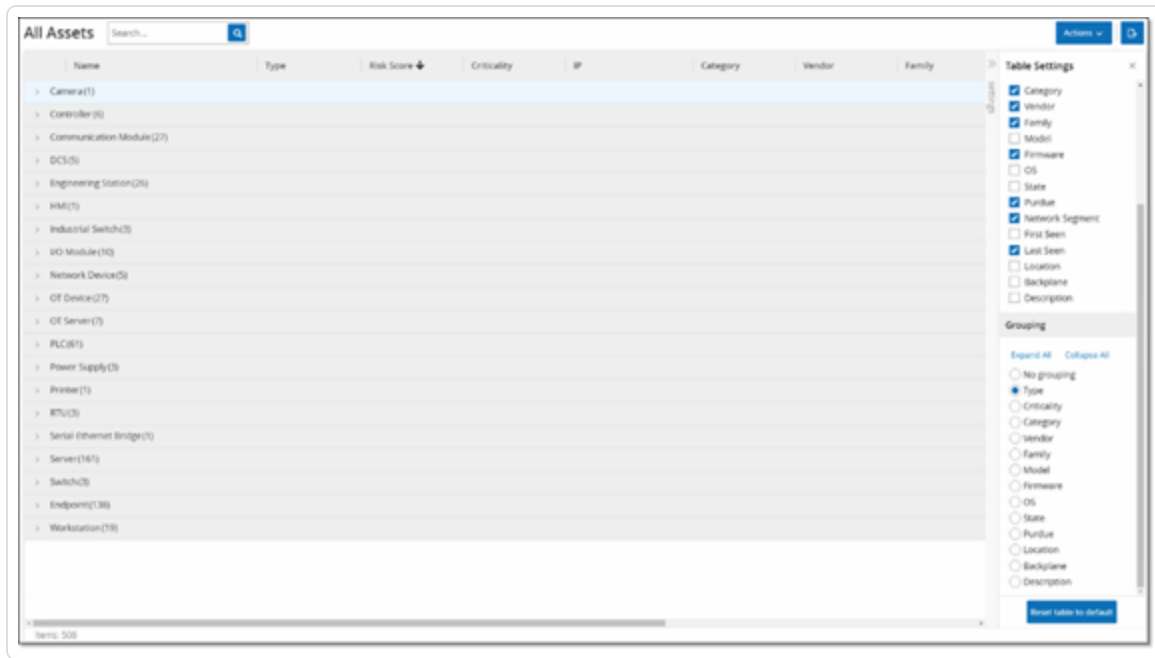 All Assets Search... Actions
Name Type Risk Score Criticality IP Category Vendor Family
settings
Camera(1)
Controller(6)
Communication Module(27)
DCS(5)
Engineering Station(26)
HMI(1)
Industrial Switch(3)
I/O Module(10)
Network Device(5)
OT Device(27)
OT Server(7)
PLC(61)
Power Supply(3)
Printer(1)
RTU(3)
Serial Ethernet Bridge(1)
Server(161)
Switch(3)
Endpoint(138)
Workstation(19)
Items: 508
Table Settings
Category
Vendor
Family
Model
Firmware
OS
State
Purdue
Network Segment
First Seen
Last Seen
Location
Backplane
Description
Grouping
Expand All Collapse All
No grouping
Type
Criticality
Category
Vendor
Family
Model
Firmware
OS
State
Purdue
Location
Backplane
Description
Reset table to default